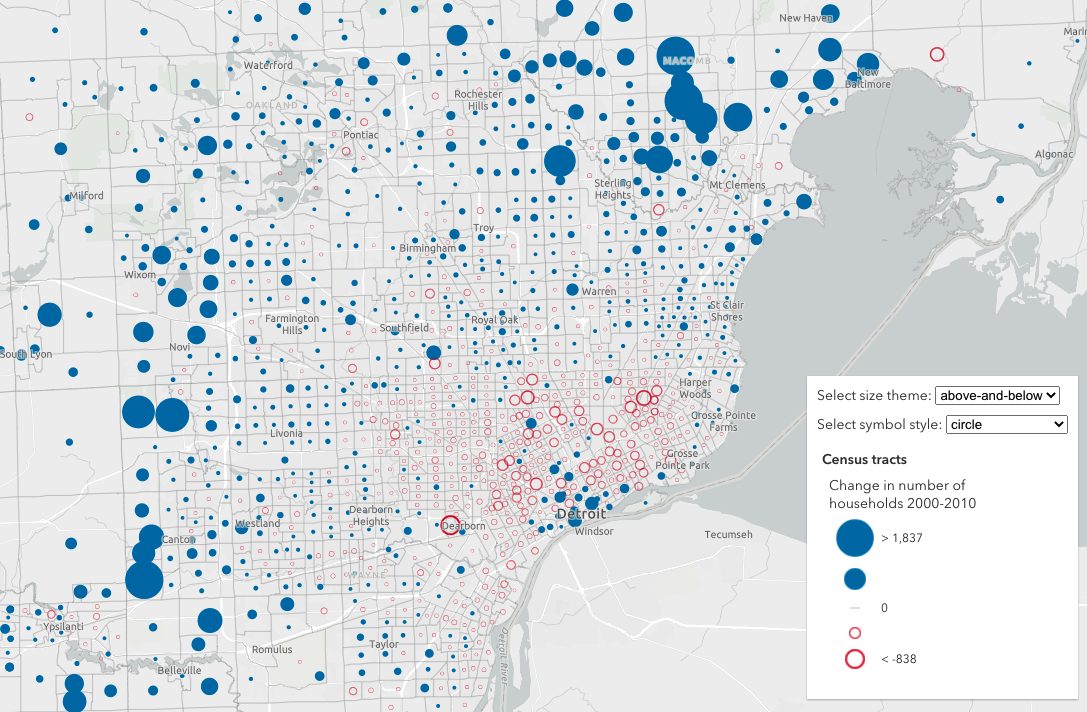 New Haven
Marin
MACOMB
Waterford
New
Baltimore
Rochester
Hills
OAKLAND
Pontiac
Algonac
Sterling
Heights
Mt Clemens
Milford
Troy
Birmingham
Wixom
Warren
St Clair
Shores
Farmington
Hills
Southfield
Royal Oak
Novi
South Lyon
Harper
Woods
Grosse Pointe
Farms
Livonia
Grosse
Pointe Park
Dearborn
Heights
Detroit
Westland
Dearborn
Windsor
Tecumseh
Canton
WAYNE
Ypsilanti
Taylor
Romulus
Belleville
Detroit River
Select size theme: above-and-below
Select symbol style: circle
Census tracts
Change in number of
households 2000-2010
> 1,837
0
< -838